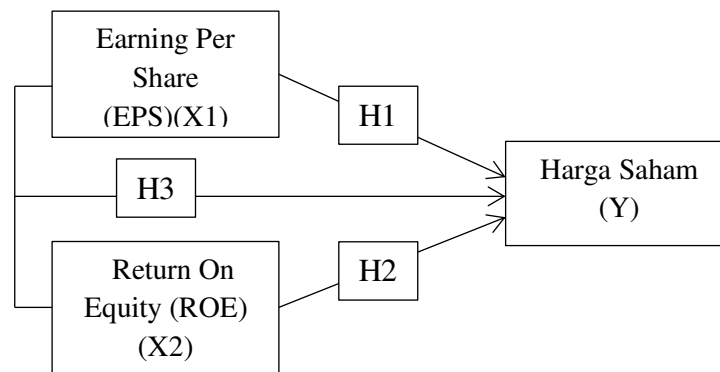 Earning Per
Share
(EPS)(X1)
H1
Harga Saham
(Y)
H3
Return On
Equity (ROE)
(X2)
H2